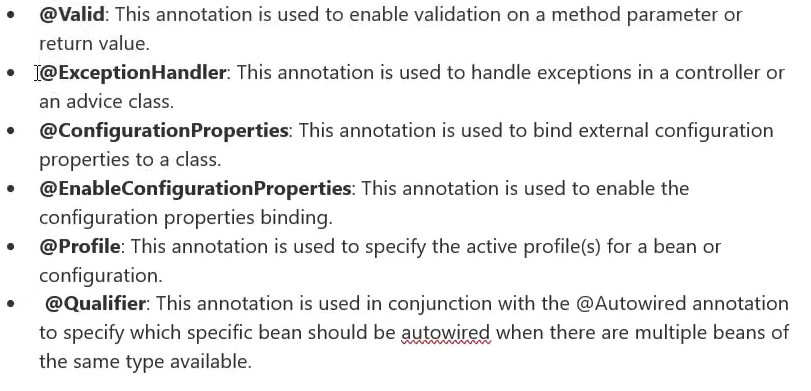 • @Valid: This annotation is used to enable validation on a method parameter or
return value.
• @ExceptionHandler: This annotation is used to handle exceptions in a controller or
an advice class.
• @ConfigurationProperties: This annotation is used to bind external configuration
properties to a class.
• @EnableConfigurationProperties: This annotation is used to enable the
configuration properties binding.
• @Profile: This annotation is used to specify the active profile(s) for a bean or
configuration.
• @Qualifier: This annotation is used in conjunction with the @Autowired annotation
to specify which specific bean should be autowired when there are multiple beans of
the same type available.